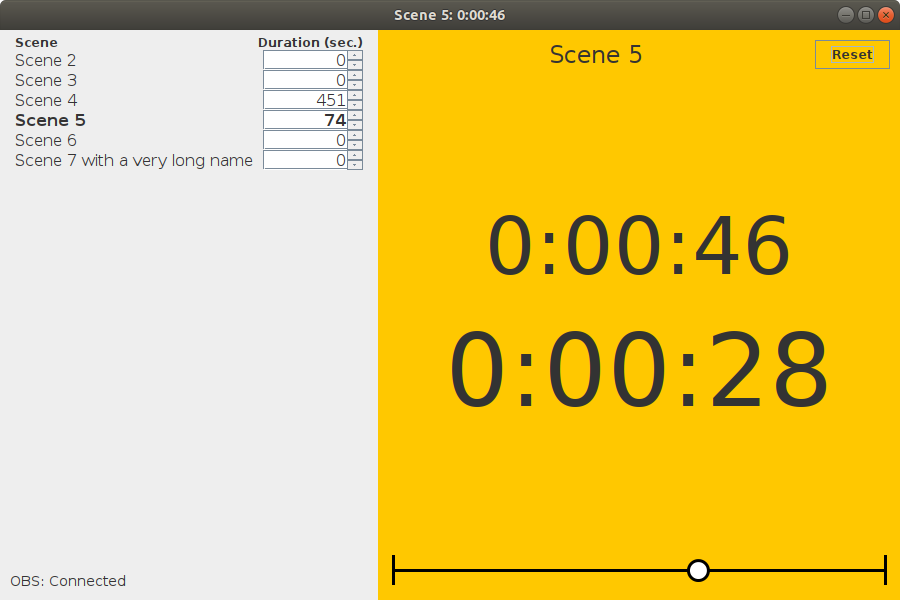 Scene 5: 0:00:46
Scene Duration (sec.)
Scene 2 0
Scene 3 0
Scene 4 451
Scene 5 74
Scene 6 0
Scene 7 with a very long name 0
OBS: Connected
Scene 5
Reset
0:00:46
0:00:28